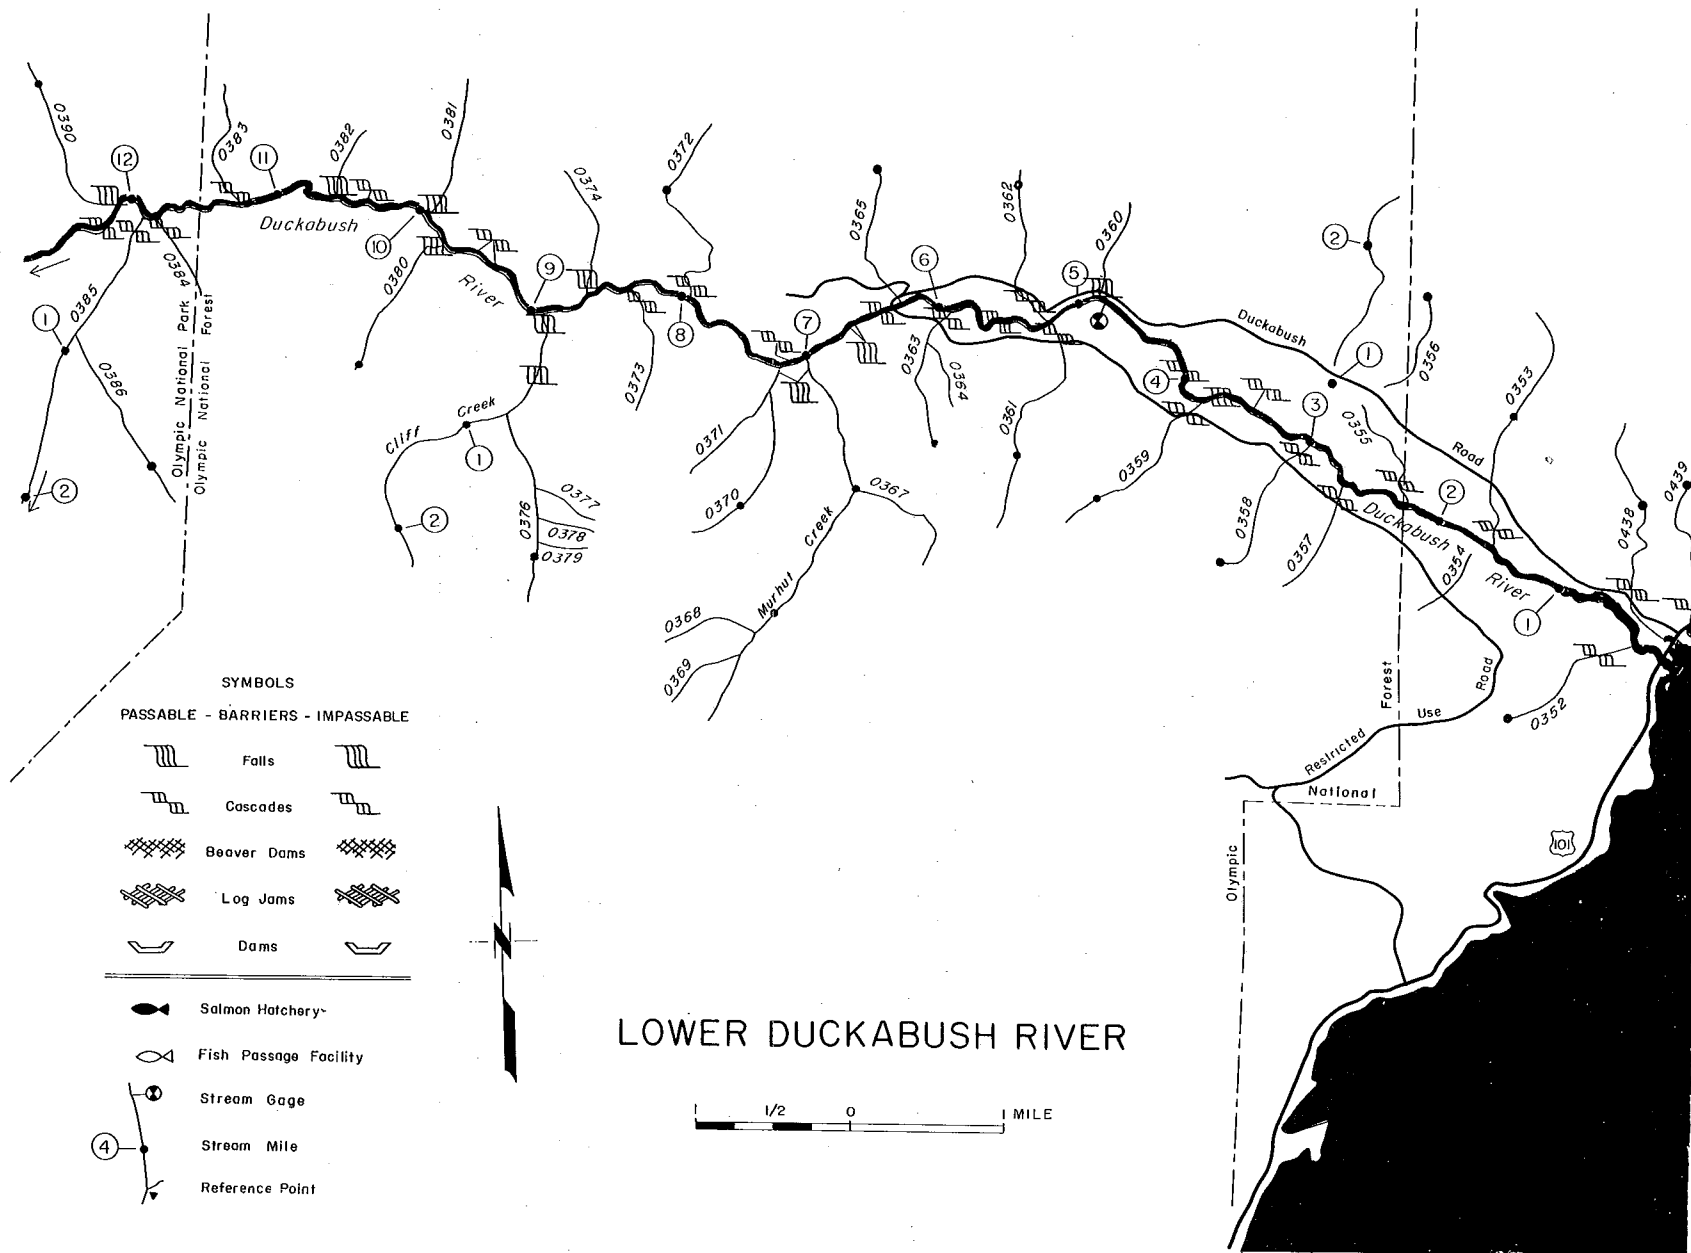 0390
12
0383
11
0382
0381
0372
0374
Duckabush
10
0380
River
9
8
0373
0384
0385
1
0386
2
Olympic National Park
Olympic National Forest
Cliff Creek
1
2
0376
0377
0378
0379
7
0371
0370
0367
Murhut Creek
0368
0369
0365
6
0363
0364
0362
0361
5
0360
4
0359
3
0358
0357
0355
2
1
0356
0353
Duckabush Road
2
Duckabush River
0354
1
0438
0439
0352
Restricted Use Road
Olympic National Forest
101
SYMBOLS
PASSABLE - BARRIERS - IMPASSABLE
Falls
Cascades
Beaver Dams
Log Jams
Dams
Salmon Hatchery
Fish Passage Facility
Stream Gage
4 Stream Mile
Reference Point
N
LOWER DUCKABUSH RIVER
1 1/2 0 1 MILE